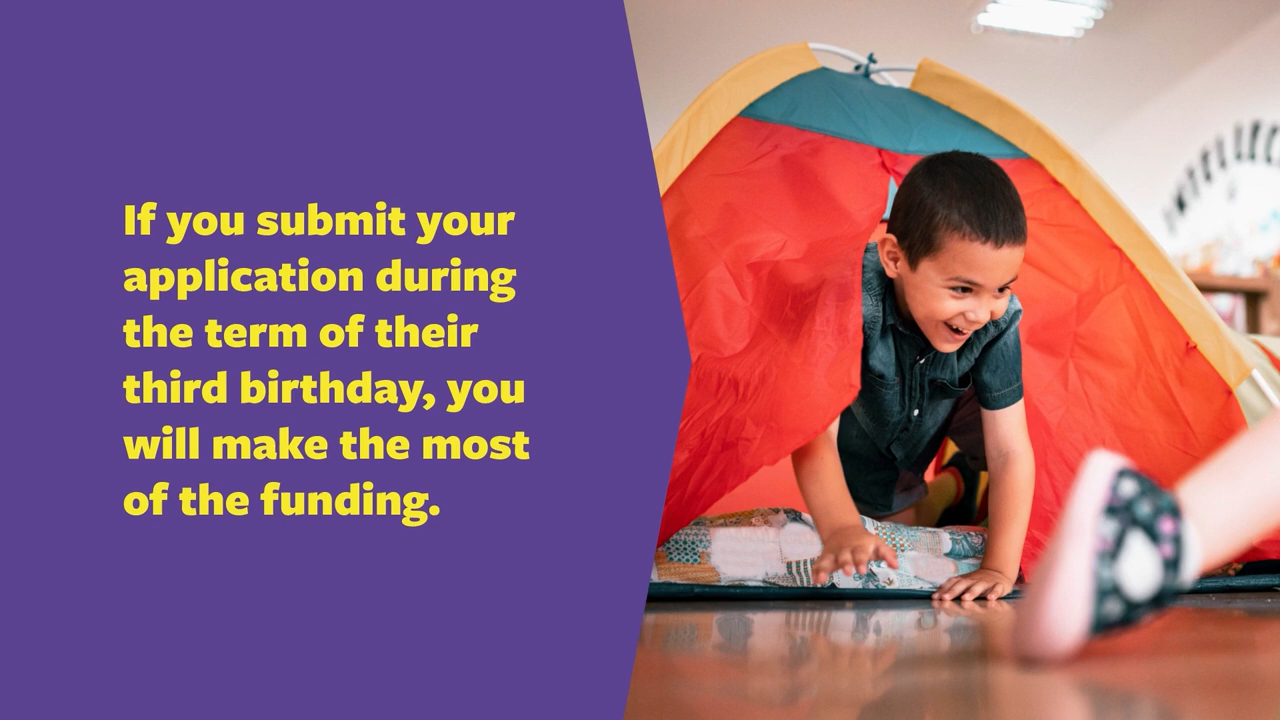 If you submit your
application during
the term of their
third birthday, you
will make the most
of the funding.